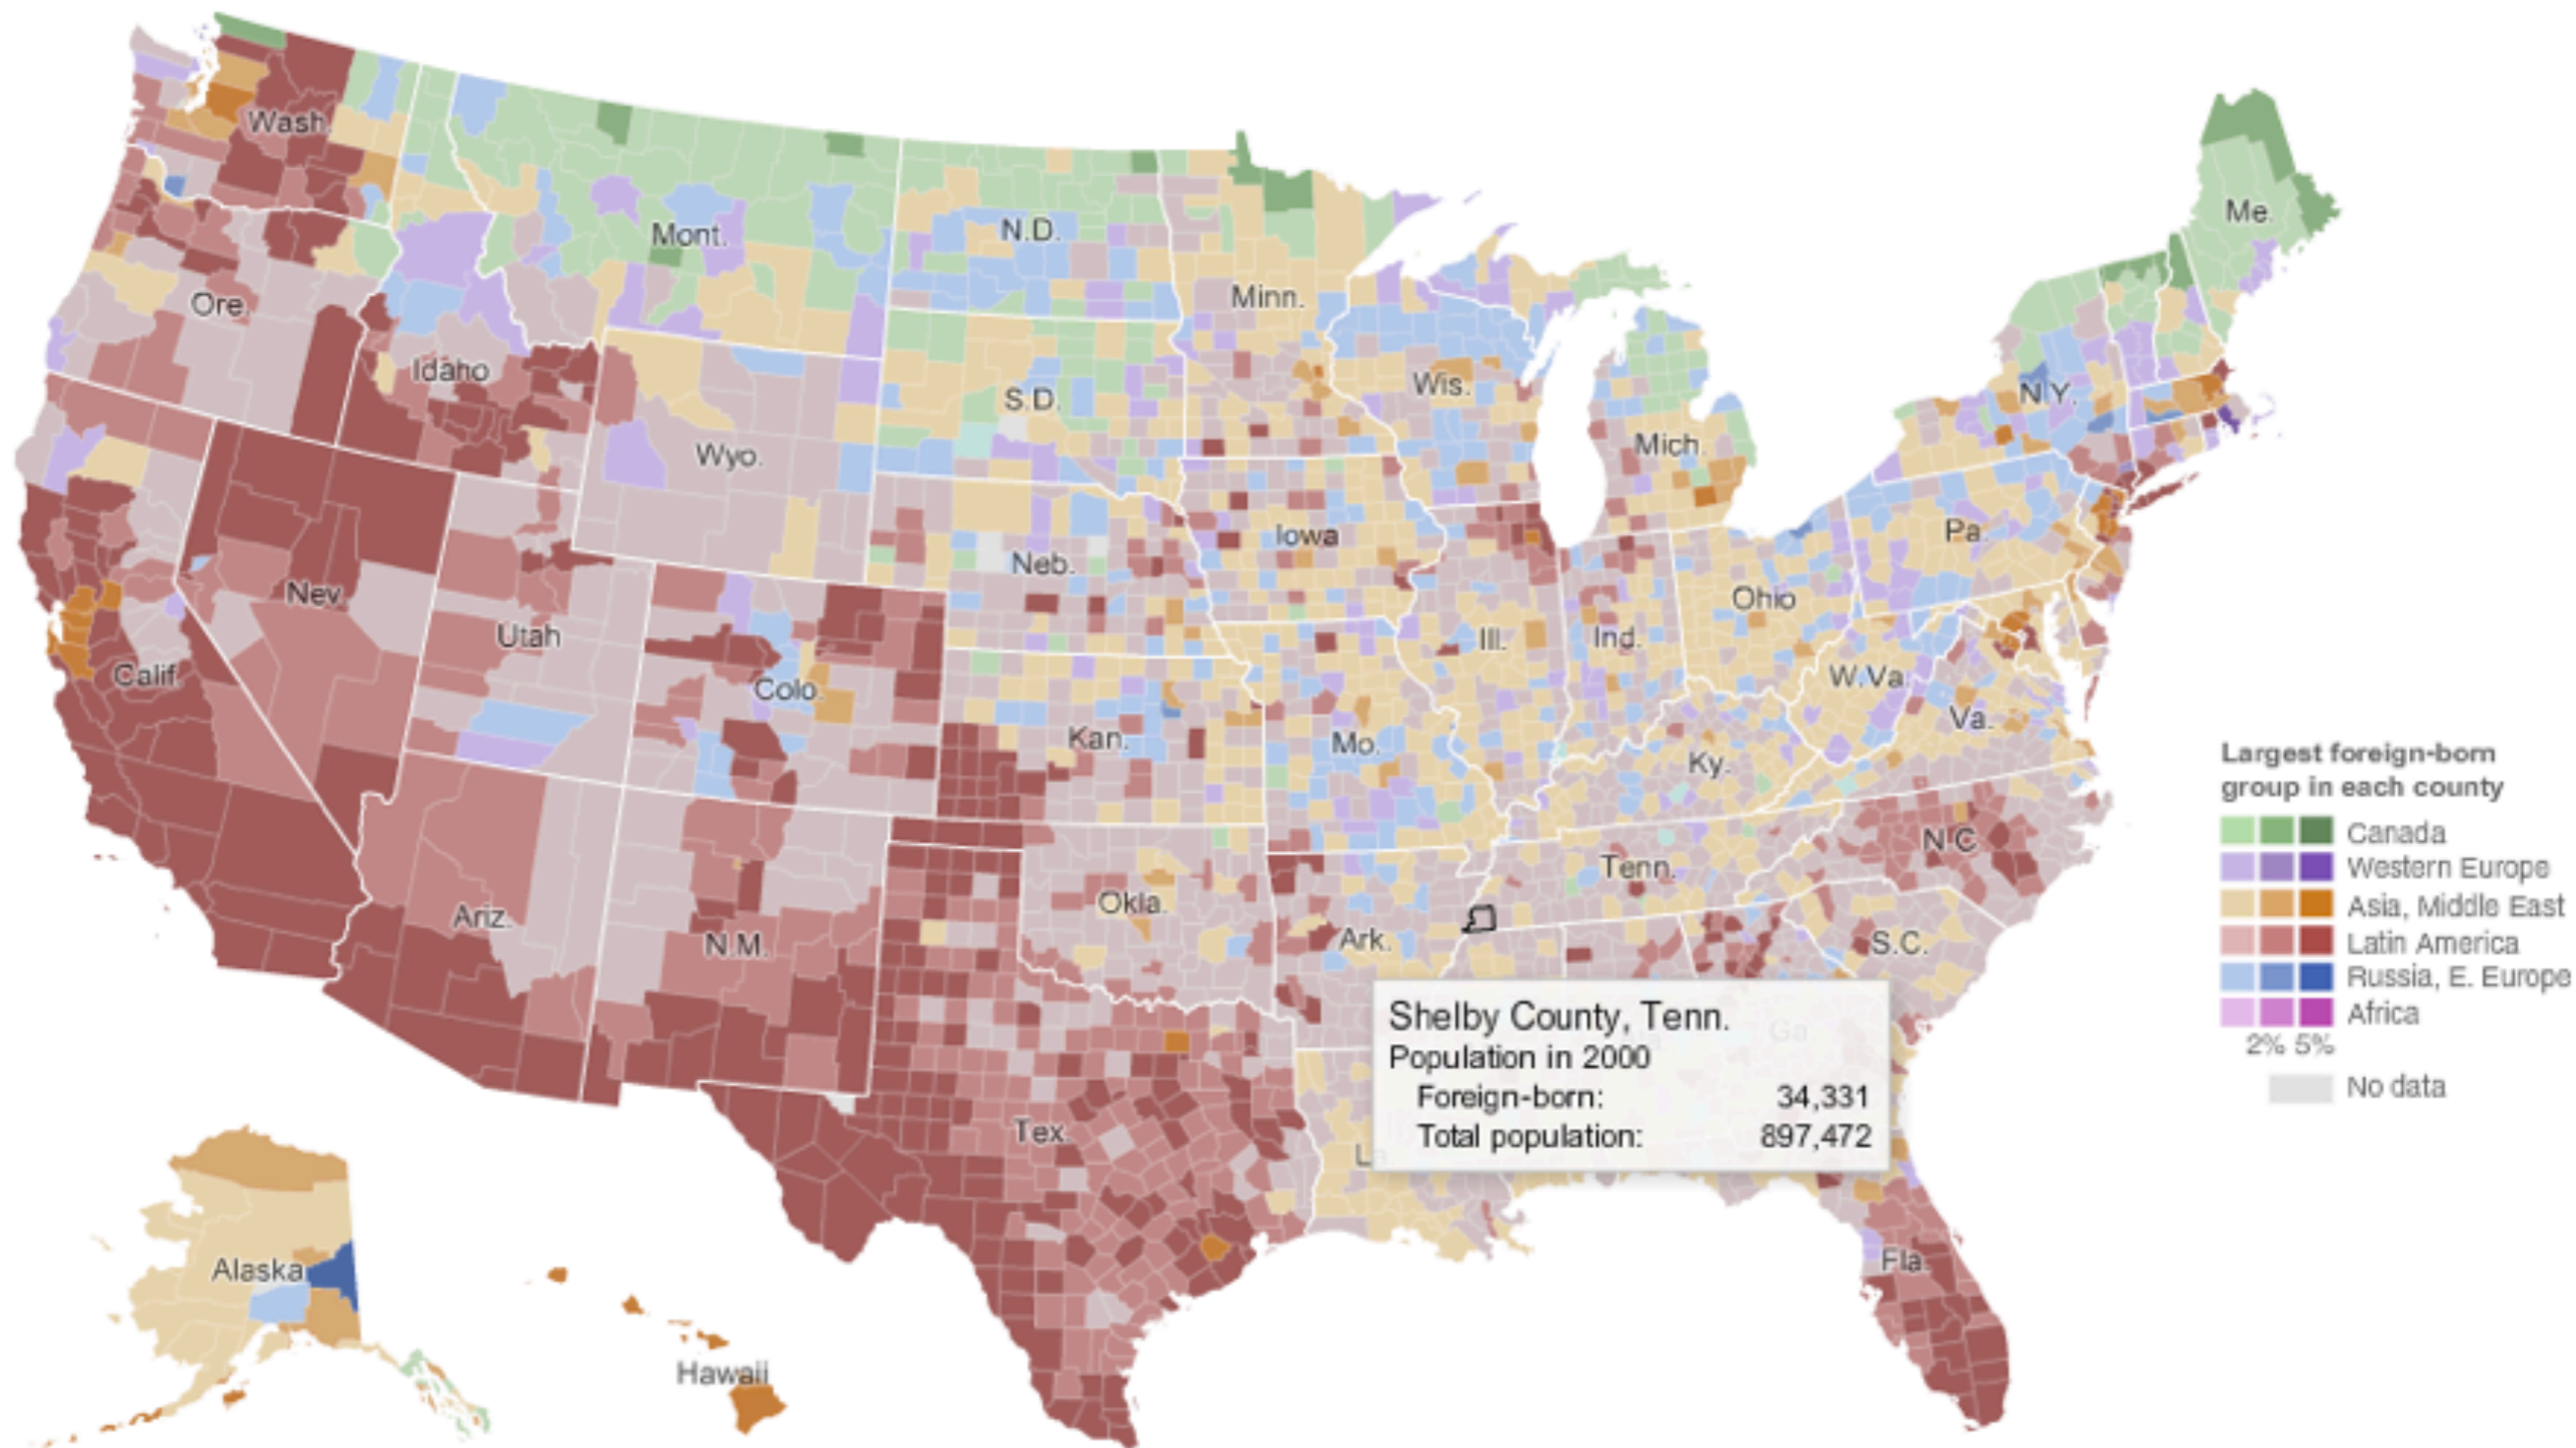 Wash.
Me.
Mont.
N.D.
Minn.
Ore.
Idaho
Wis.
N.Y.
S.D.
Mich.
Wyo.
Iowa
Pa.
Neb.
Nev.
Ohio
Utah
Ill.
Ind.
Calif.
W.Va.
Colo.
Va.
Kan.
Mo.
Ky.
N.C.
Tenn.
Okla.
Ariz.
Ark.
N.M.
S.C.
Ga
Tex.
La
Fla.
Alaska
Hawaii
Shelby County, Tenn.
Population in 2000
Foreign-born: 34,331
Total population: 897,472
Largest foreign-born
group in each county
Canada
Western Europe
Asia, Middle East
Latin America
Russia, E. Europe
Africa
2% 5%
No data